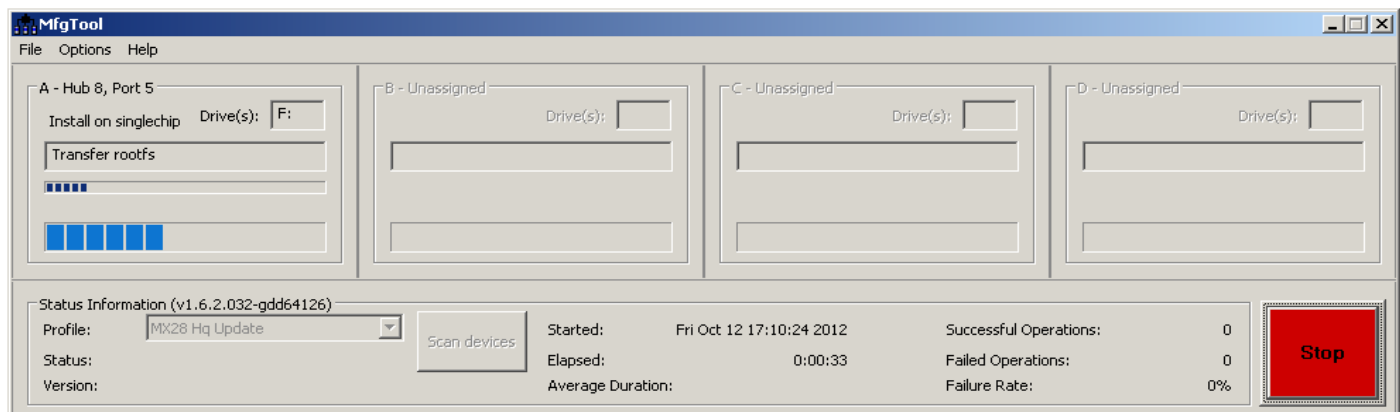 MfgTool
File Options Help
A - Hub 8, Port 5
Install on singlechip Drive(s): F:
Transfer rootfs
B - Unassigned
Drive(s):
C - Unassigned
Drive(s):
D - Unassigned
Drive(s):
Status Information (v1.6.2.032-gdd64126)
Profile: MX28 Hq Update
Status:
Version:
Scan devices
Started: Fri Oct 12 17:10:24 2012
Elapsed: 0:00:33
Average Duration:
Successful Operations: 0
Failed Operations: 0
Failure Rate: 0%
Stop